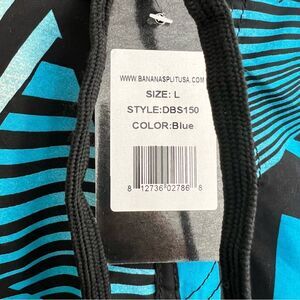 WWW.BANANASPLITUSA.COM
SIZE: L
STYLE:DBS150
COLOR:Blue
8 12736 02786 8